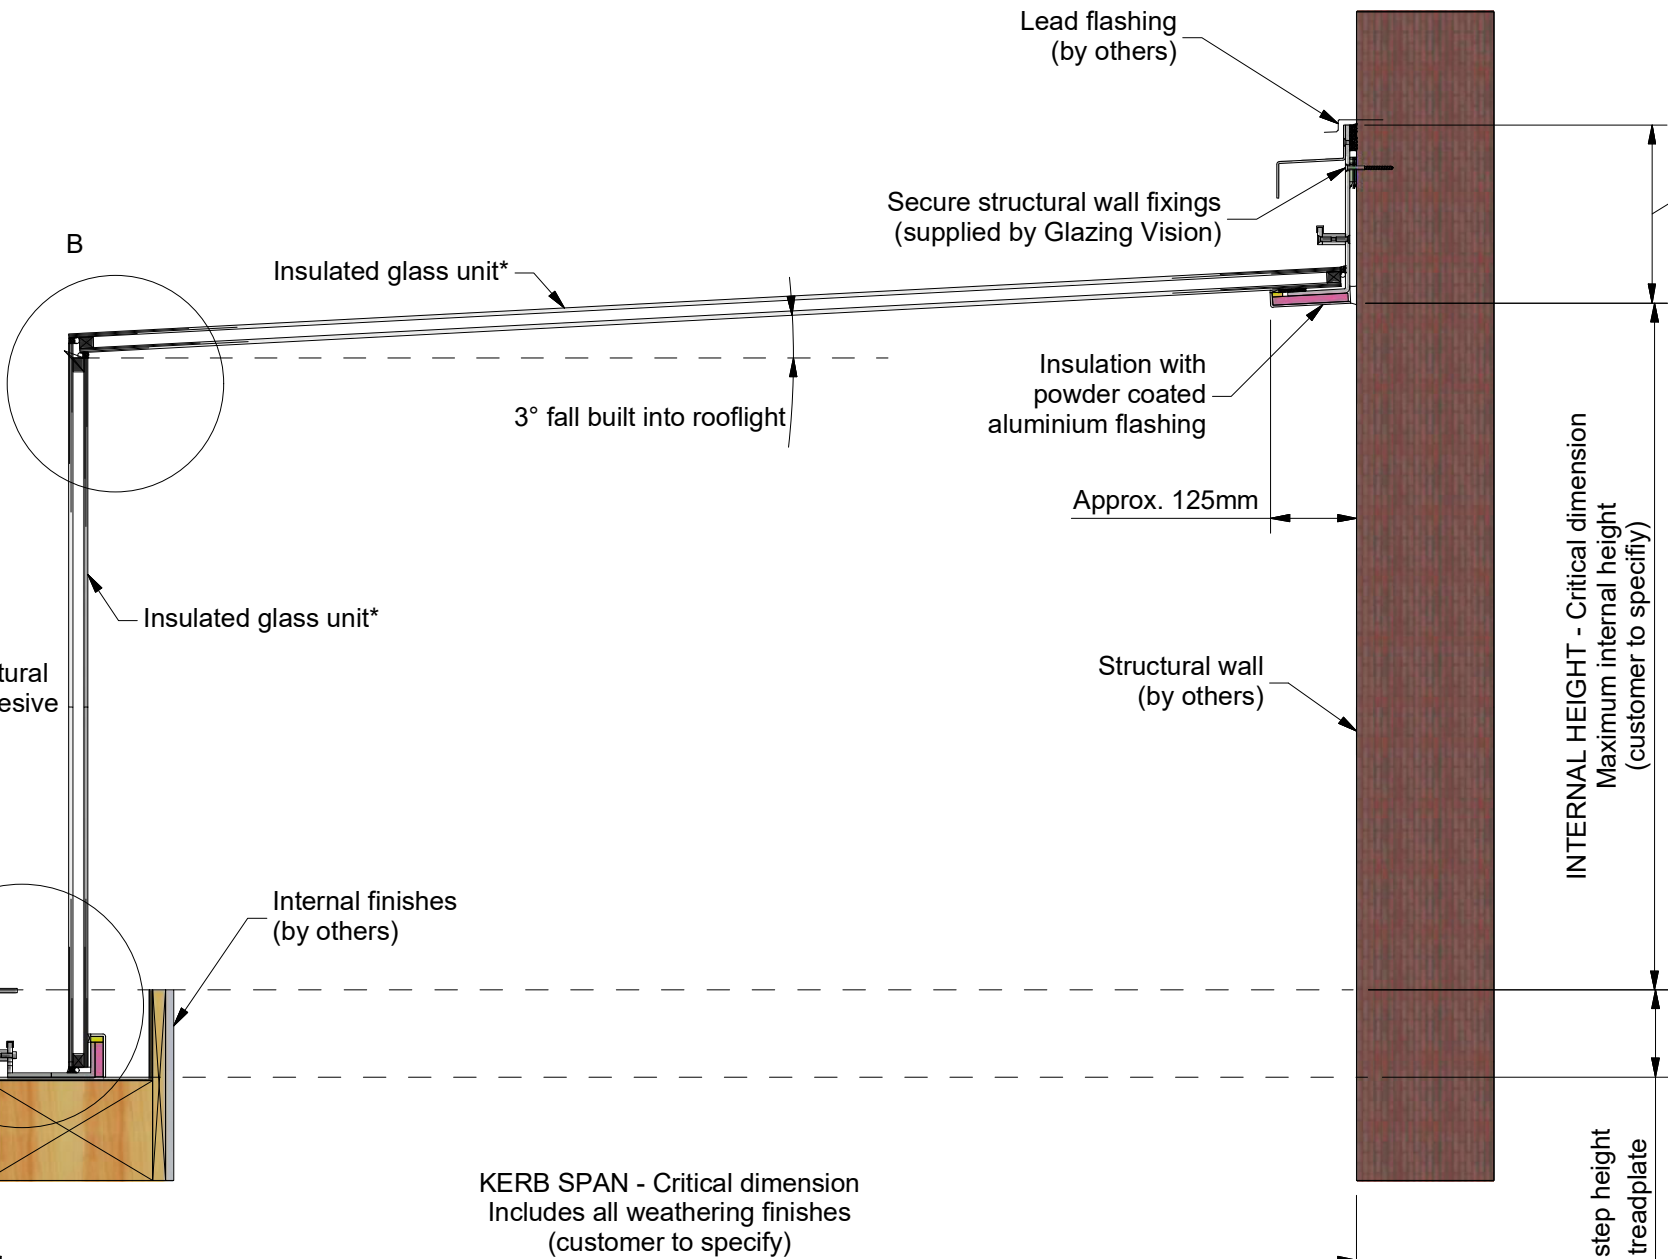 Lead flashing
(by others)
Secure structural wall fixings
(supplied by Glazing Vision)
B
Insulated glass unit*
Insulation with
powder coated
aluminium flashing
3° fall built into rooflight
Approx. 125mm
INTERNAL HEIGHT - Critical dimension
Maximum internal height
(customer to specifiy)
Insulated glass unit*
tural
esive
Structural wall
(by others)
Internal finishes
(by others)
KERB SPAN - Critical dimension
Includes all weathering finishes
(customer to specify)
step height
treadplate